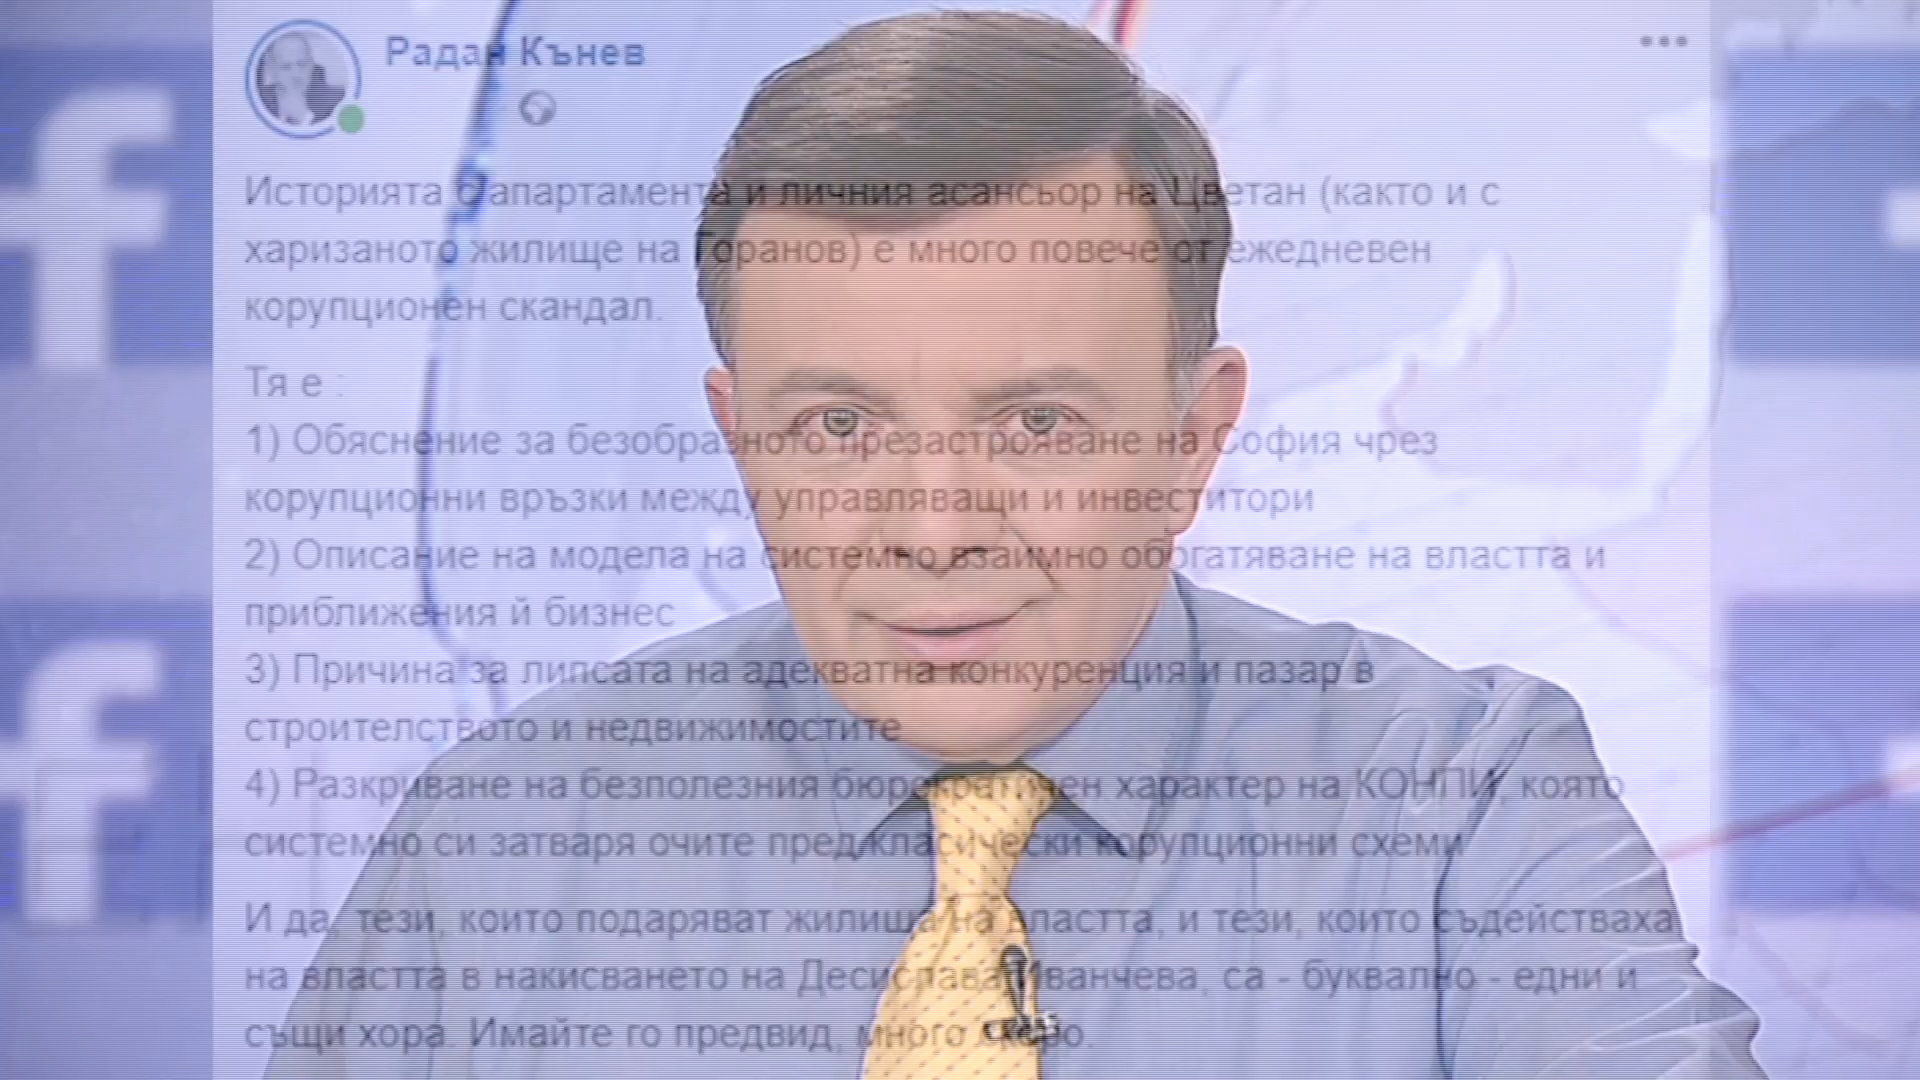 Радан Кънев
Историята с апартамента и личния асансьор на Цветан (както и с
харизаното жилище на Горанов) е много повече от ежедневен
корупционен скандал.
Тя е :
1) Обяснение за безобразното презастрояване на София чрез
корупционни връзки между управляващи и инвеститори
2) Описание на модела на системно взаимно обогатяване на властта и
приближения й бизнес
3) Причина за липсата на адекватна конкуренция и пазар в
строителството и недвижимостите
4) Разкриване на безполезния бюрократичен характер на КОНПИ, която
системно си затваря очите пред класически корупционни схеми
И да, тези, които подаряват жилища на властта, и тези, които съдействаха
на властта в накисването на Десислава Иванчева, са - буквално - едни и
същи хора. Имайте го предвид, много скоро.